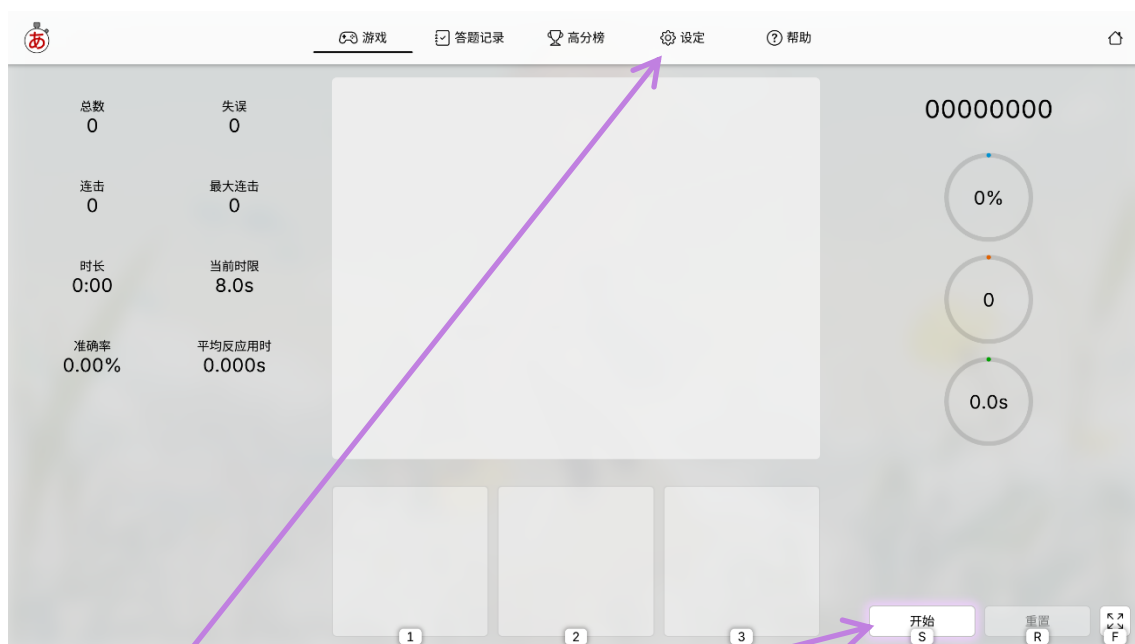 あ
游戏 答题记录 高分榜 设定 帮助
总数 失误
0 0
00000000
连击 最大连击
0 0
0%
时长 当前时限
0:00 8.0s
0
准确率 平均反应用时
0.00% 0.000s
0.0s
开始 重置
1 2 3 S R F